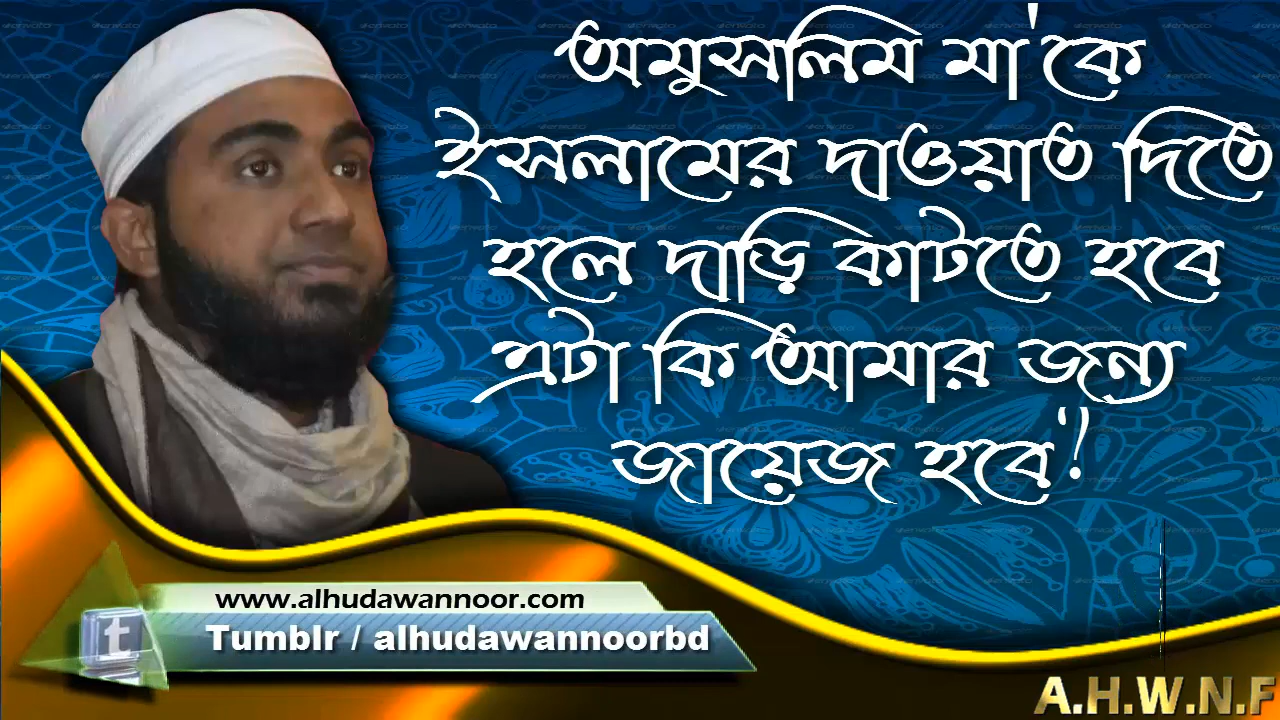 অমুসলিম মা'কে
ইসলামের দাওয়াত দিতে
হলে দাড়ি কাটতে হবে
এটা কি আমার জন্য
জায়েজ হবে?
www.alhudawannoor.com
t
Tumblr / alhudawannoorbd
A.H.W.N.F